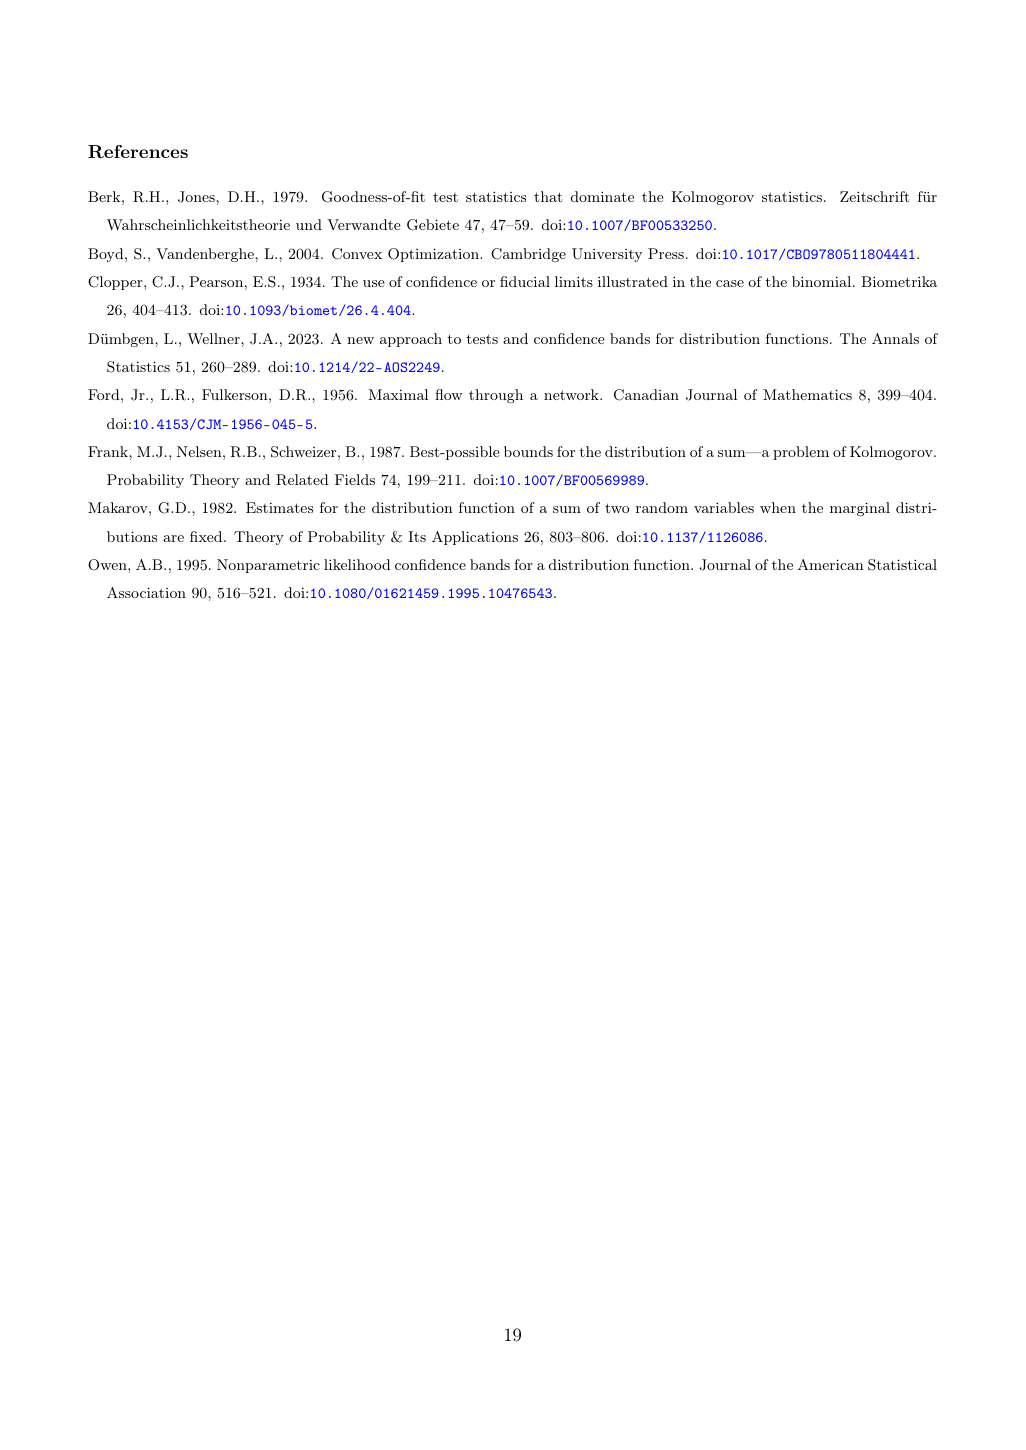 References
Berk, R.H., Jones, D.H., 1979. Goodness-of-fit test statistics that dominate the Kolmogorov statistics. Zeitschrift für
Wahrscheinlichkeitstheorie und Verwandte Gebiete 47, 47–59. doi:10.1007/BF00533250.
Boyd, S., Vandenberghe, L., 2004. Convex Optimization. Cambridge University Press. doi:10.1017/CBO9780511804441.
Clopper, C.J., Pearson, E.S., 1934. The use of confidence or fiducial limits illustrated in the case of the binomial. Biometrika
26, 404–413. doi:10.1093/biomet/26.4.404.
Dümbgen, L., Wellner, J.A., 2023. A new approach to tests and confidence bands for distribution functions. The Annals of
Statistics 51, 260–289. doi:10.1214/22-AOS2249.
Ford, Jr., L.R., Fulkerson, D.R., 1956. Maximal flow through a network. Canadian Journal of Mathematics 8, 399–404.
doi:10.4153/CJM-1956-045-5.
Frank, M.J., Nelsen, R.B., Schweizer, B., 1987. Best-possible bounds for the distribution of a sum—a problem of Kolmogorov.
Probability Theory and Related Fields 74, 199–211. doi:10.1007/BF00569989.
Makarov, G.D., 1982. Estimates for the distribution function of a sum of two random variables when the marginal distri-
butions are fixed. Theory of Probability & Its Applications 26, 803–806. doi:10.1137/1126086.
Owen, A.B., 1995. Nonparametric likelihood confidence bands for a distribution function. Journal of the American Statistical
Association 90, 516–521. doi:10.1080/01621459.1995.10476543.
19